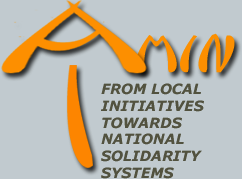 AMIN
FROM LOCAL
INITIATIVES
TOWARDS
NATIONAL
SOLIDARITY
SYSTEMS